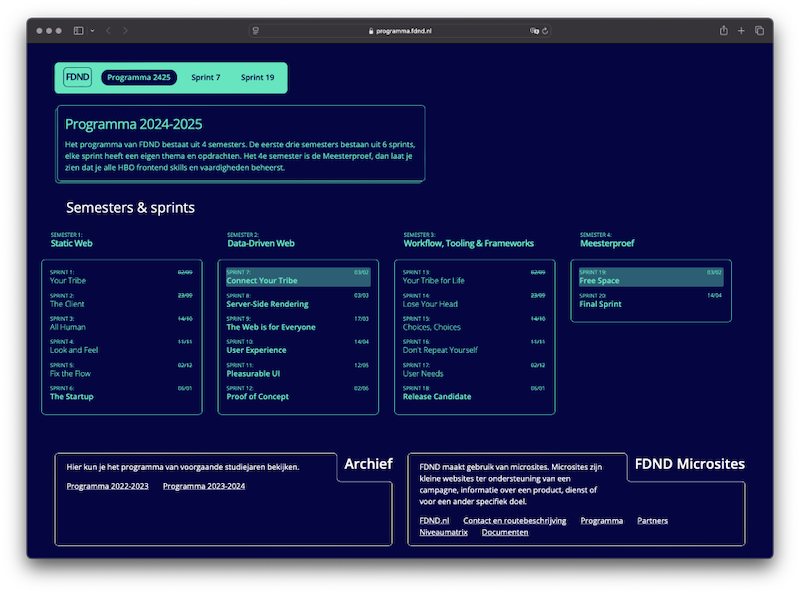 programma.fdnd.nl
FDND Programma 2425 Sprint 7 Sprint 19
Programma 2024-2025
Het programma van FDND bestaat uit 4 semesters. De eerste drie semesters bestaan uit 6 sprints,
elke sprint heeft een eigen thema en opdrachten. Het 4e semester is de Meesterproef, dan laat je
zien dat je alle HBO frontend skills en vaardigheden beheerst.
Semesters & sprints
SEMESTER 1:
Static Web
SPRINT 1: 02/09
Your Tribe
SPRINT 2: 23/09
The Client
SPRINT 3: 14/10
All Human
SPRINT 4: 11/11
Look and Feel
SPRINT 5: 02/12
Fix the Flow
SPRINT 6: 06/01
The Startup
SEMESTER 2:
Data-Driven Web
SPRINT 7: 03/02
Connect Your Tribe
SPRINT 8: 03/03
Server-Side Rendering
SPRINT 9: 17/03
The Web is for Everyone
SPRINT 10: 14/04
User Experience
SPRINT 11: 12/05
Pleasurable UI
SPRINT 12: 02/06
Proof of Concept
SEMESTER 3:
Workflow, Tooling & Frameworks
SPRINT 13: 02/09
Your Tribe for Life
SPRINT 14: 23/09
Lose Your Head
SPRINT 15: 14/10
Choices, Choices
SPRINT 16: 11/11
Don't Repeat Yourself
SPRINT 17: 02/12
User Needs
SPRINT 18: 06/01
Release Candidate
SEMESTER 4:
Meesterproef
SPRINT 19: 03/02
Free Space
SPRINT 20: 14/04
Final Sprint
Archief
Hier kun je het programma van voorgaande studiejaren bekijken.
Programma 2022-2023 Programma 2023-2024
FDND Microsites
FDND maakt gebruik van microsites. Microsites zijn
kleine websites ter ondersteuning van een
campagne, informatie over een product, dienst of
voor een ander specifiek doel.
FDND.nl Contact en routebeschrijving Programma Partners
Niveaumatrix Documenten